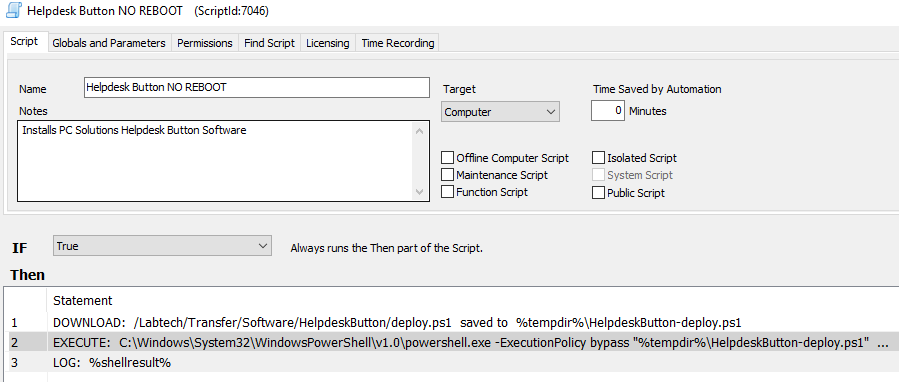 Helpdesk Button NO REBOOT (ScriptId:7046)
Script Globals and Parameters Permissions Find Script Licensing Time Recording
Name Helpdesk Button NO REBOOT Target Time Saved by Automation
Computer 0 Minutes
Notes
Installs PC Solutions Helpdesk Button Software
Offline Computer Script Isolated Script
Maintenance Script System Script
Function Script Public Script
IF True Always runs the Then part of the Script.
Then
Statement
1 DOWNLOAD: /Labtech/Transfer/Software/HelpdeskButton/deploy.ps1 saved to %tempdir%\HelpdeskButton-deploy.ps1
2 EXECUTE: C:\Windows\System32\WindowsPowerShell\v1.0\powershell.exe -ExecutionPolicy bypass "%tempdir%\HelpdeskButton-deploy.ps1" ...
3 LOG: %shellresult%